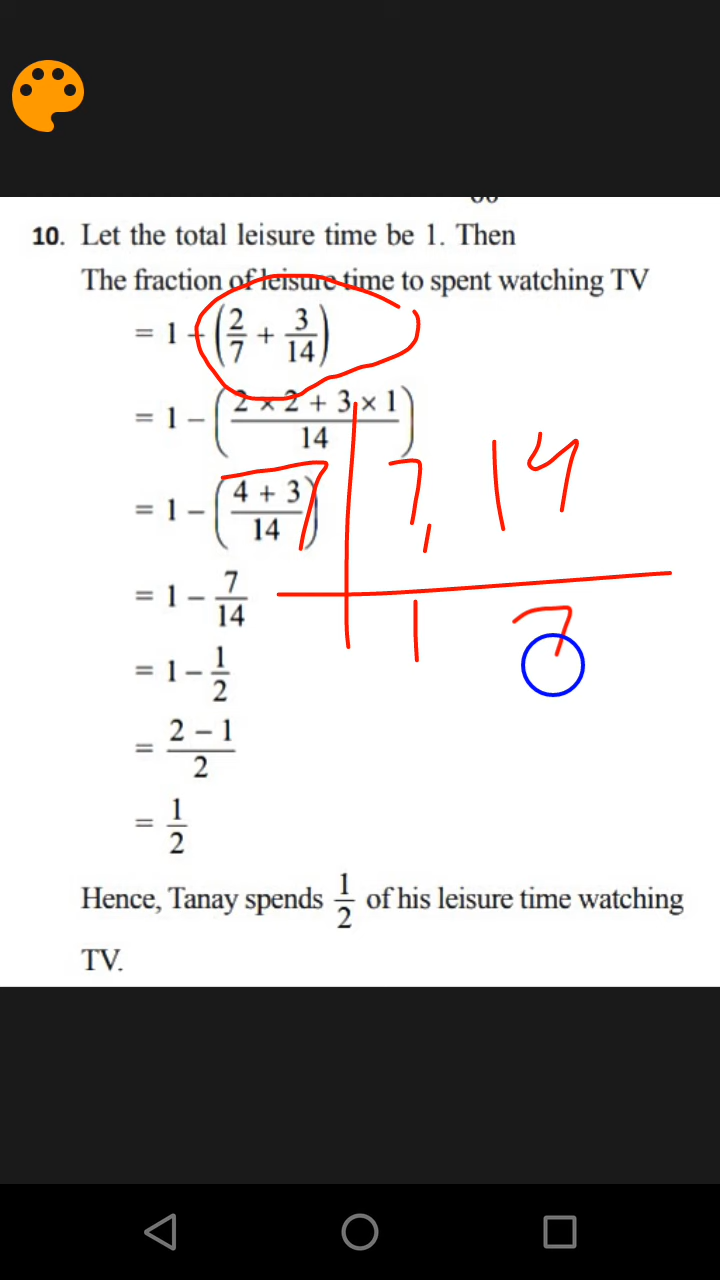 10. Let the total leisure time be 1. Then
The fraction of leisure time to spent watching TV
= 1 - (2/7 + 3/14)
= 1 - ((2 × 2 + 3 × 1)/14)
= 1 - ((4 + 3)/14)
7 | 7, 14
= 1 - 7/14
1 7
= 1 - 1/2
= (2 - 1)/2
= 1/2
Hence, Tanay spends 1/2 of his leisure time watching
TV.